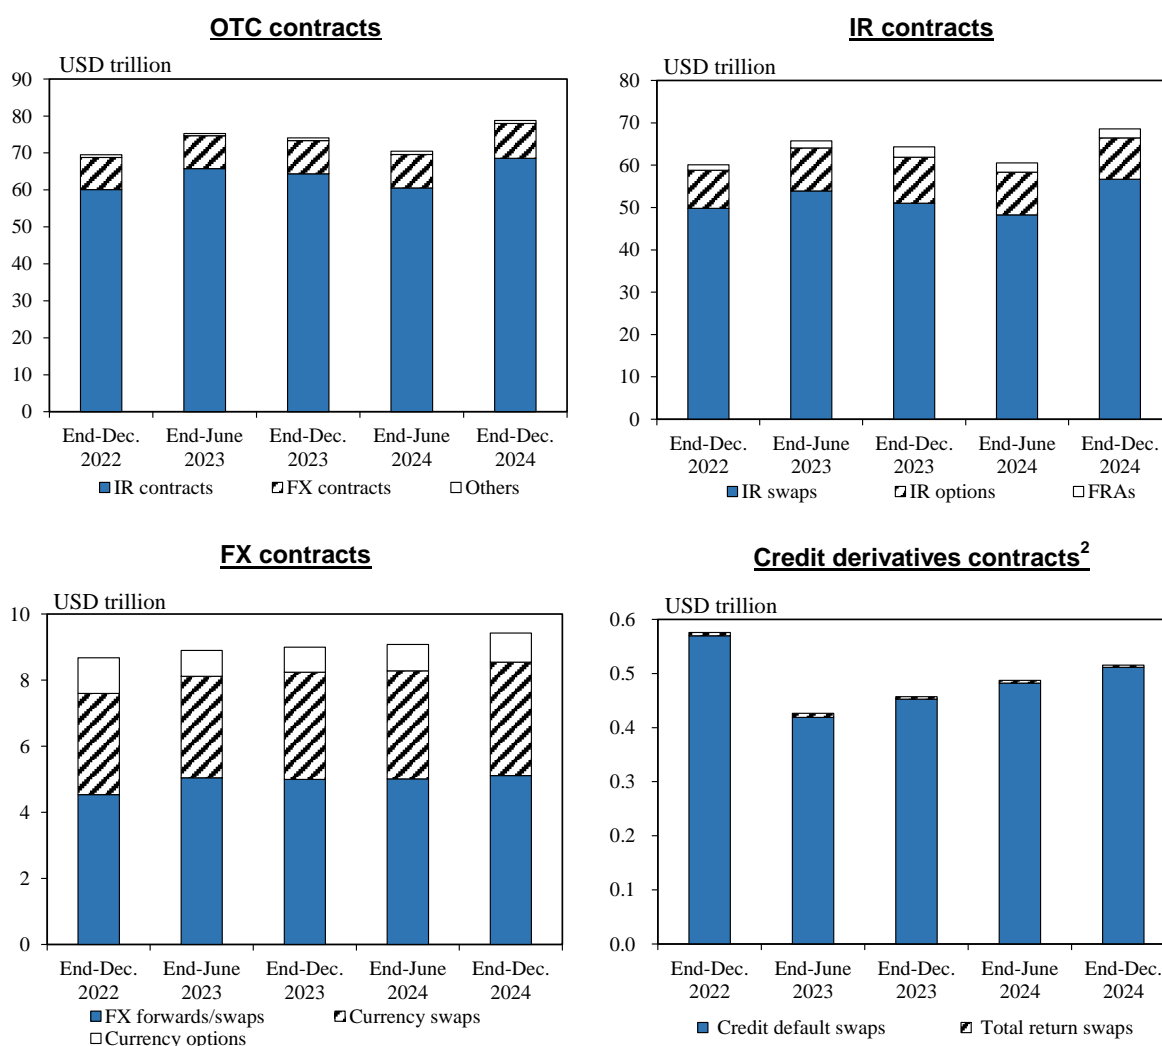 OTC contracts
USD trillion
90
80
70
60
50
40
30
20
10
0
End-Dec. End-June End-Dec. End-June End-Dec.
2022 2023 2023 2024 2024
IR contracts FX contracts Others
IR contracts
USD trillion
80
70
60
50
40
30
20
10
0
End-Dec. End-June End-Dec. End-June End-Dec.
2022 2023 2023 2024 2024
IR swaps IR options FRAs
FX contracts
USD trillion
10
8
6
4
2
0
End-Dec. End-June End-Dec. End-June End-Dec.
2022 2023 2023 2024 2024
FX forwards/swaps Currency swaps
Currency options
Credit derivatives contracts²
USD trillion
0.6
0.5
0.4
0.3
0.2
0.1
0.0
End-Dec. End-June End-Dec. End-June End-Dec.
2022 2023 2023 2024 2024
Credit default swaps Total return swaps